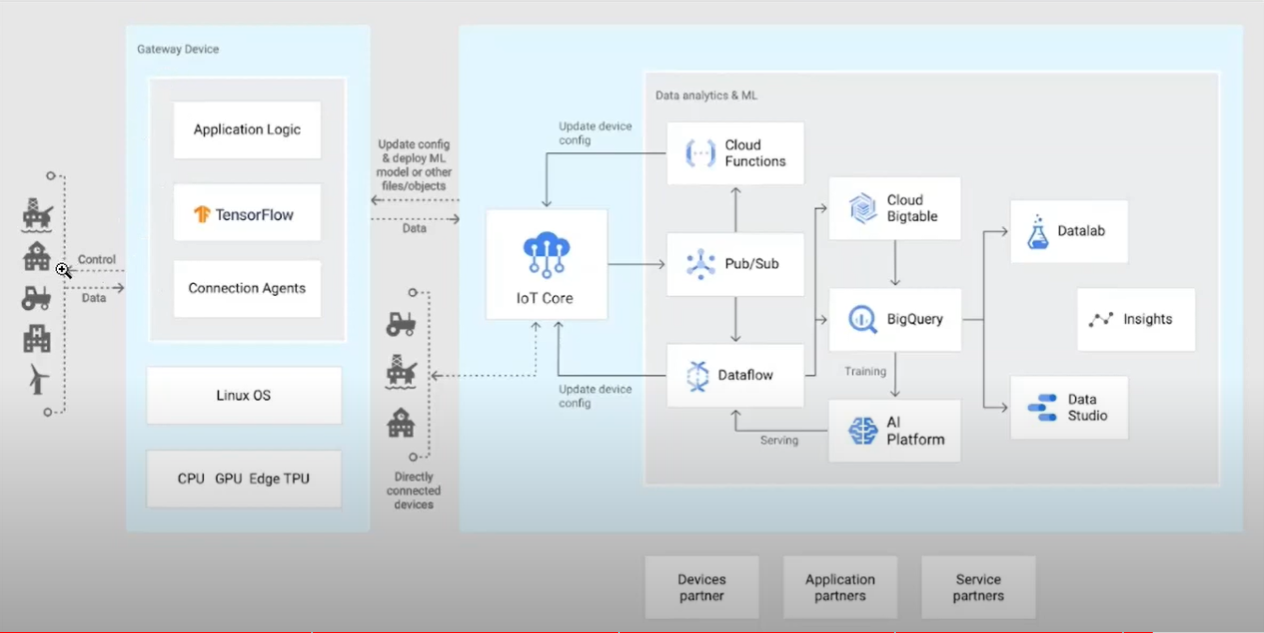 Gateway Device
Application Logic
TensorFlow
Connection Agents
Linux OS
CPU GPU Edge TPU
Control
Data
Update config
& deploy ML
model or other
files/objects
Data
Directly
connected
devices
IoT Core
Update device
config
Update device
config
Data analytics & ML
Cloud
Functions
Pub/Sub
Dataflow
Cloud
Bigtable
BigQuery
Training
AI
Platform
Serving
Datalab
Insights
Data
Studio
Devices
partner
Application
partners
Service
partners